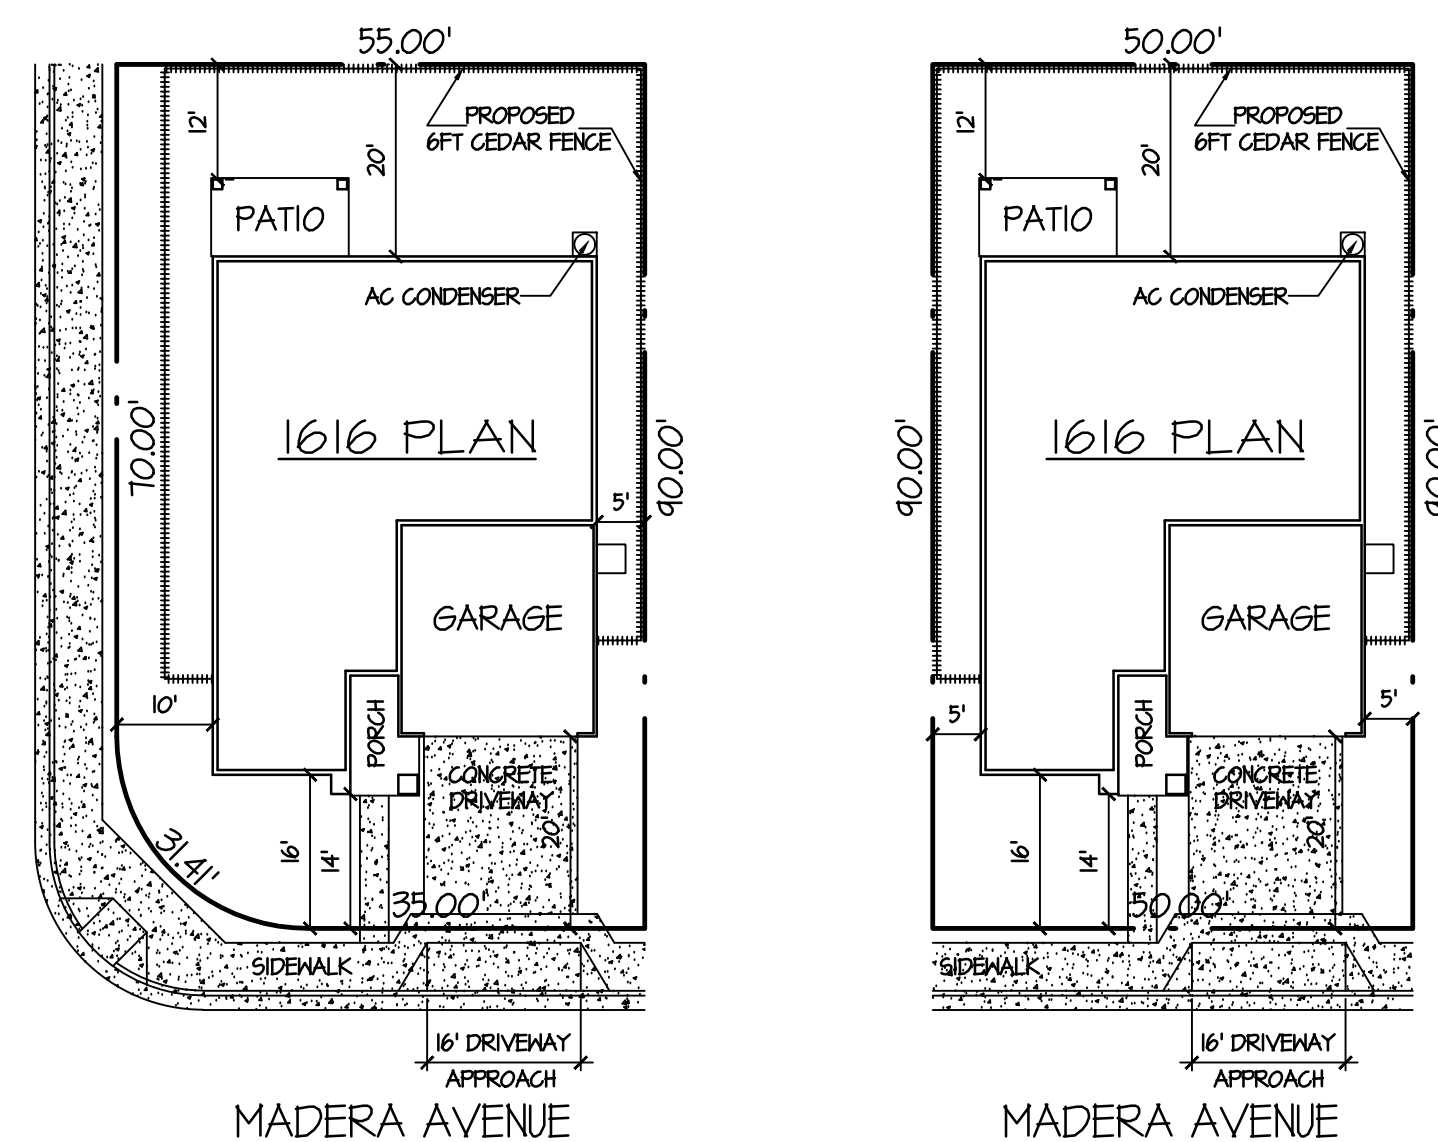 55.00'
12'
20'
PROPOSED
6FT CEDAR FENCE
PATIO
AC CONDENSER
1616 PLAN
70.00'
90.00'
5'
GARAGE
10'
PORCH
CONCRETE
DRIVEWAY
20'
16'
14'
31.41'
35.00'
SIDEWALK
16' DRIVEWAY
APPROACH
MADERA AVENUE
50.00'
12'
20'
PROPOSED
6FT CEDAR FENCE
PATIO
AC CONDENSER
1616 PLAN
90.00'
90.00'
GARAGE
5'
5'
PORCH
CONCRETE
DRIVEWAY
20'
16'
14'
50.00'
SIDEWALK
16' DRIVEWAY
APPROACH
MADERA AVENUE